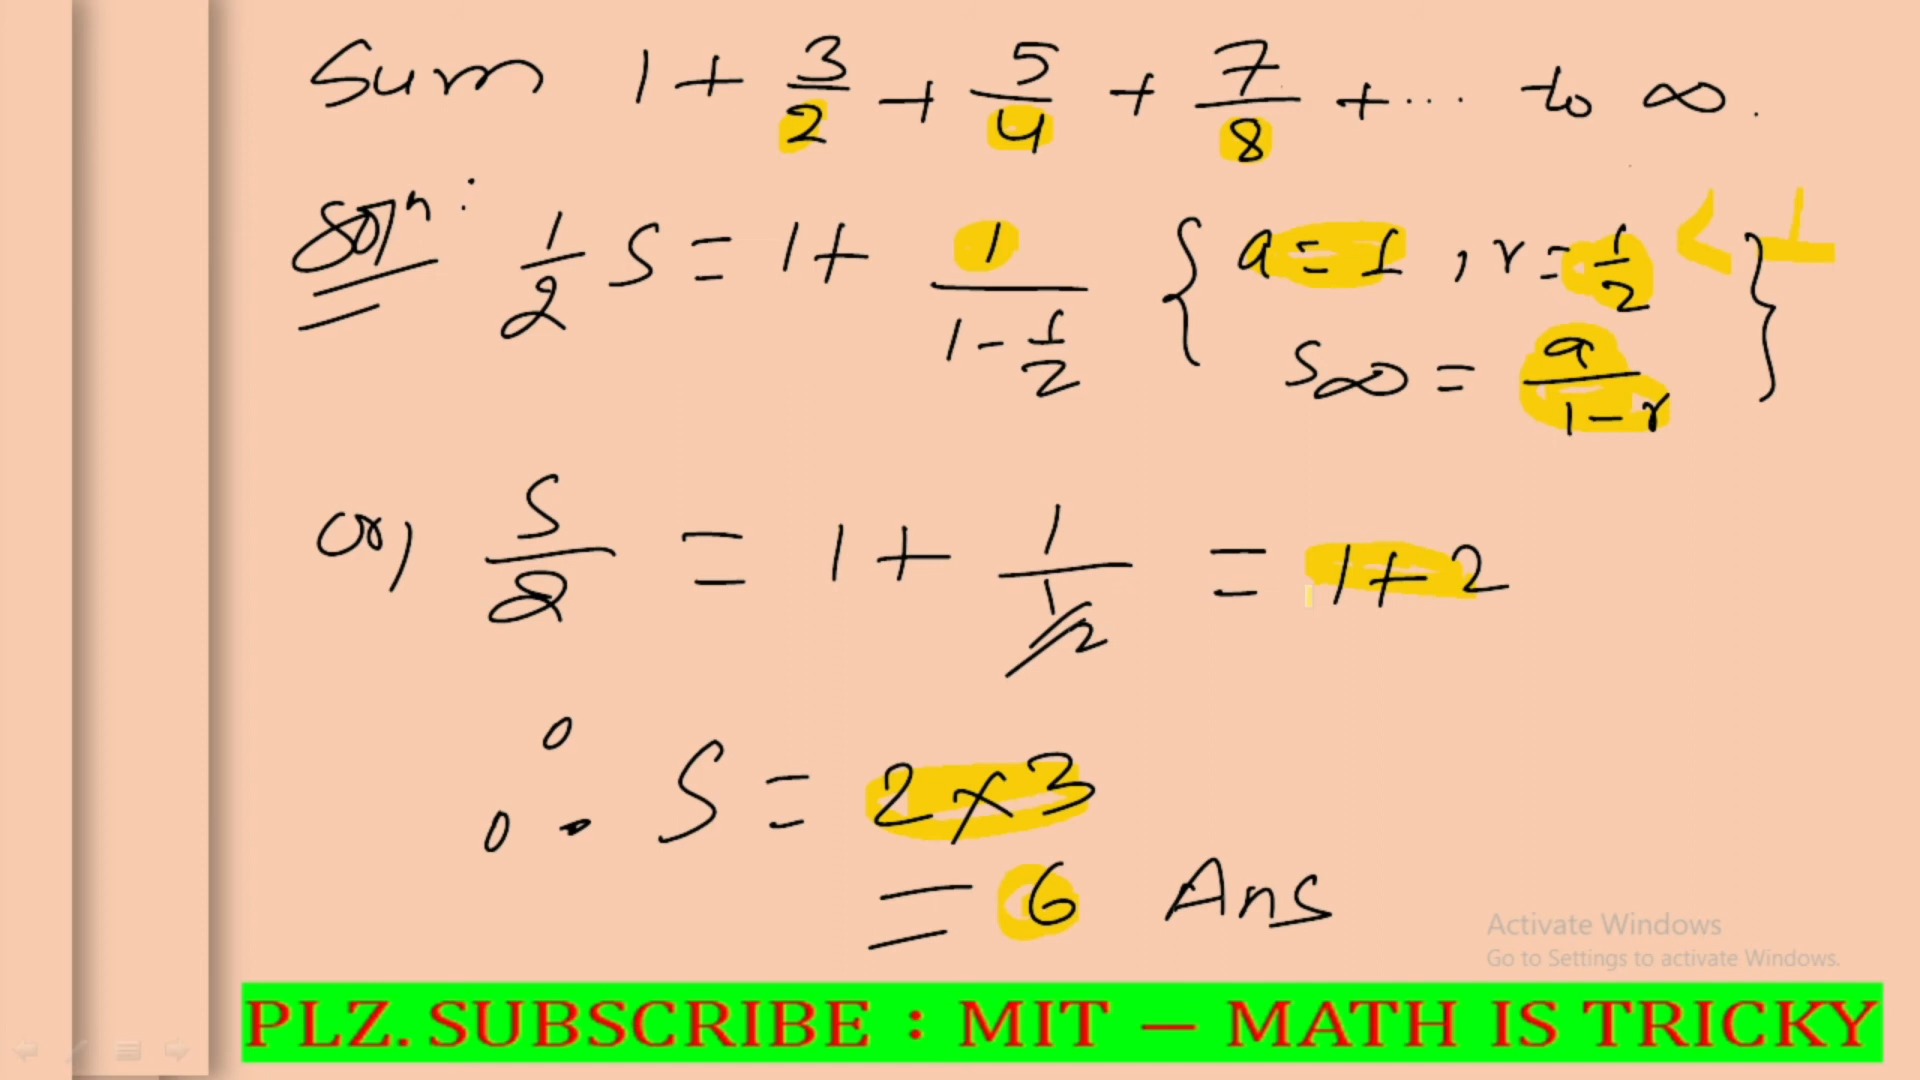 Sum 1 + 3/2 + 5/4 + 7/8 + ... to ∞.
Solⁿ: 1/2 S = 1 + 1/(1 - 1/2) { a = 1, r = 1/2 < 1
S∞ = a/(1-r) }
or, S/2 = 1 + 1/(1/2) = 1+2
∴ S = 2×3
= 6 Ans
Activate Windows
Go to Settings to activate Windows.
PLZ. SUBSCRIBE : MIT – MATH IS TRICKY